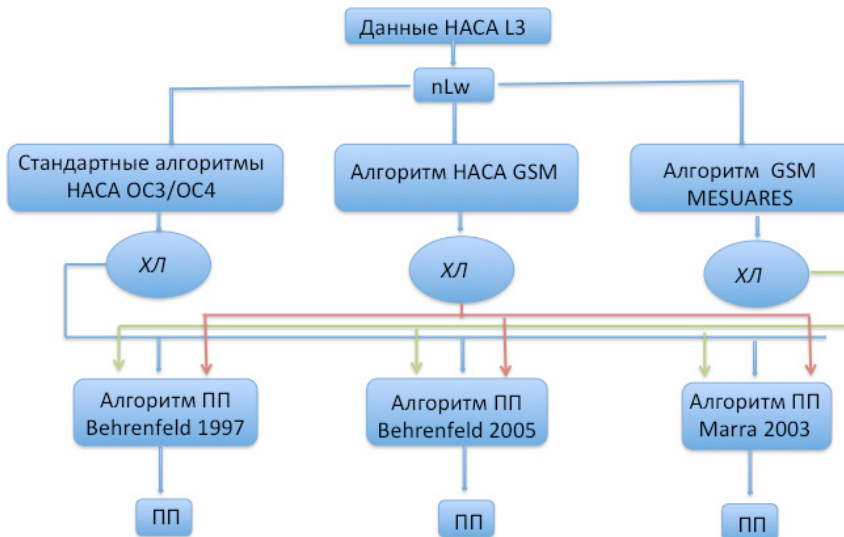 Данные НАСА L3
nLw
Стандартные алгоритмы
НАСА OC3/OC4
Алгоритм НАСА GSM
Алгоритм GSM
MESUARES
ХЛ
ХЛ
ХЛ
Алгоритм ПП
Behrenfeld 1997
Алгоритм ПП
Behrenfeld 2005
Алгоритм ПП
Marra 2003
ПП
ПП
ПП